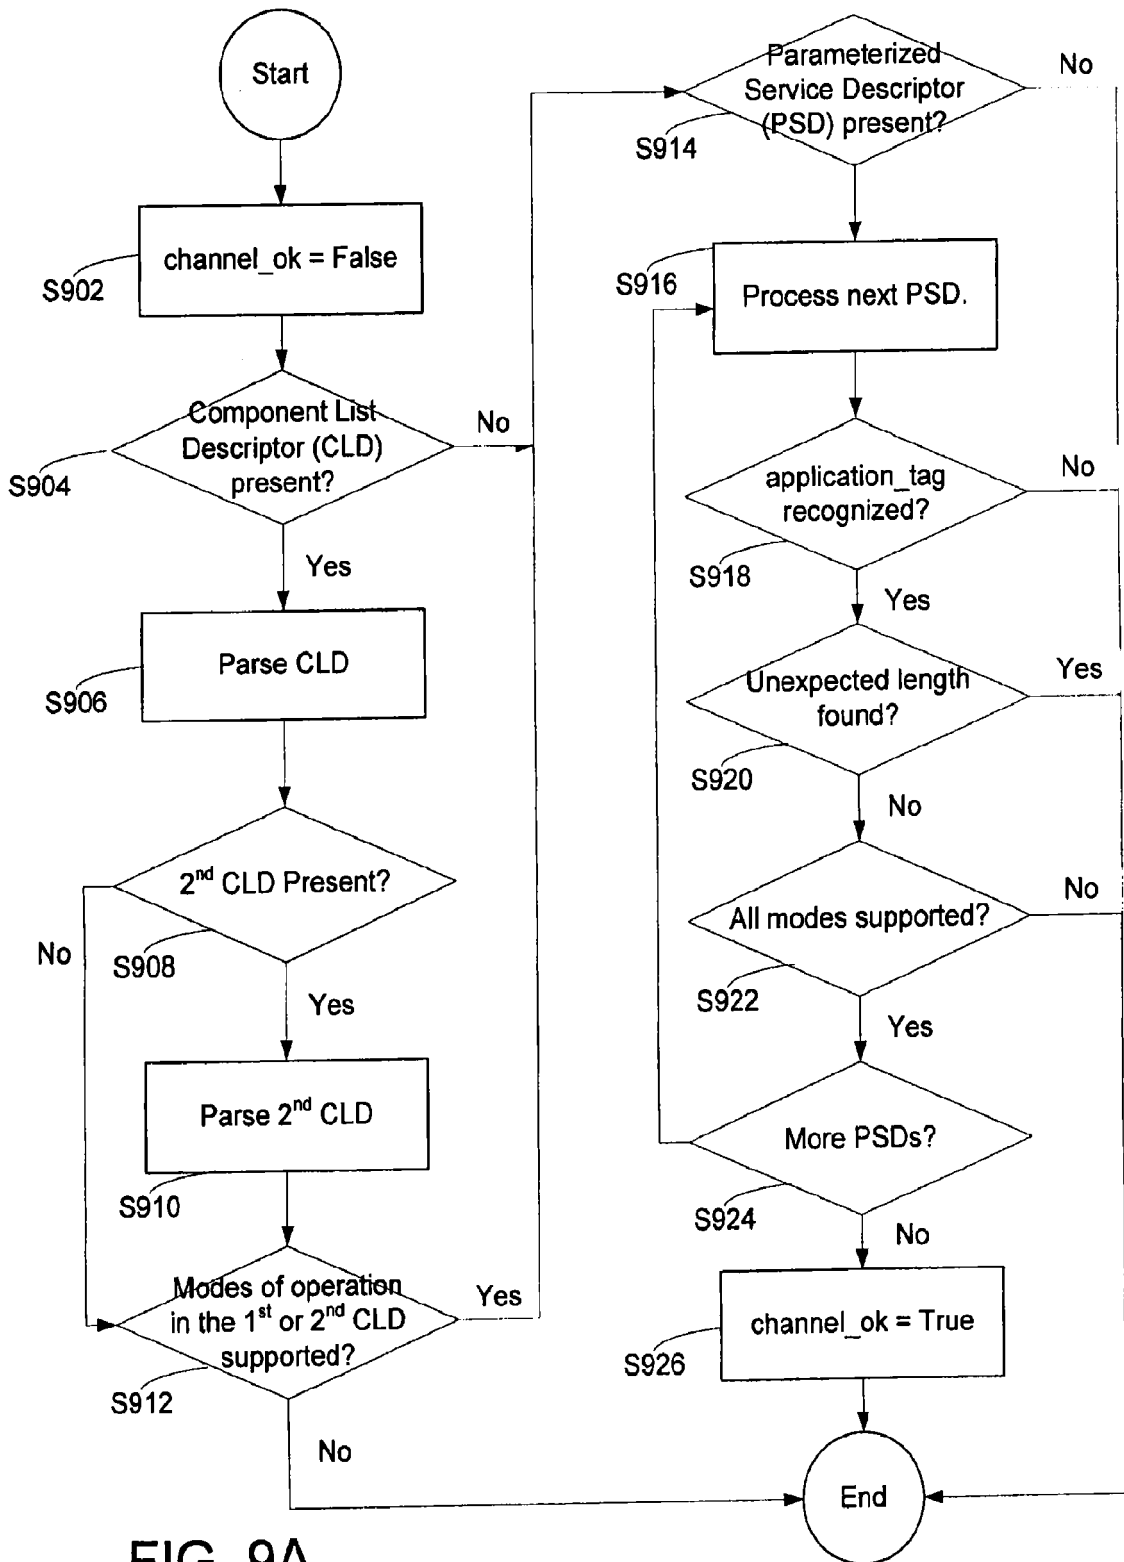 Start
channel_ok = False
S902
Component List
Descriptor (CLD)
present?
No
S904
Yes
Parse CLD
S906
2nd CLD Present?
No
S908
Yes
Parse 2nd CLD
S910
Modes of operation
in the 1st or 2nd CLD
supported?
Yes
S912
No
Parameterized
Service Descriptor
(PSD) present?
No
S914
S916
Process next PSD.
application_tag
recognized?
No
S918
Yes
Unexpected length
found?
Yes
S920
No
All modes supported?
No
S922
Yes
More PSDs?
S924
No
channel_ok = True
S926
End
FIG. 9A